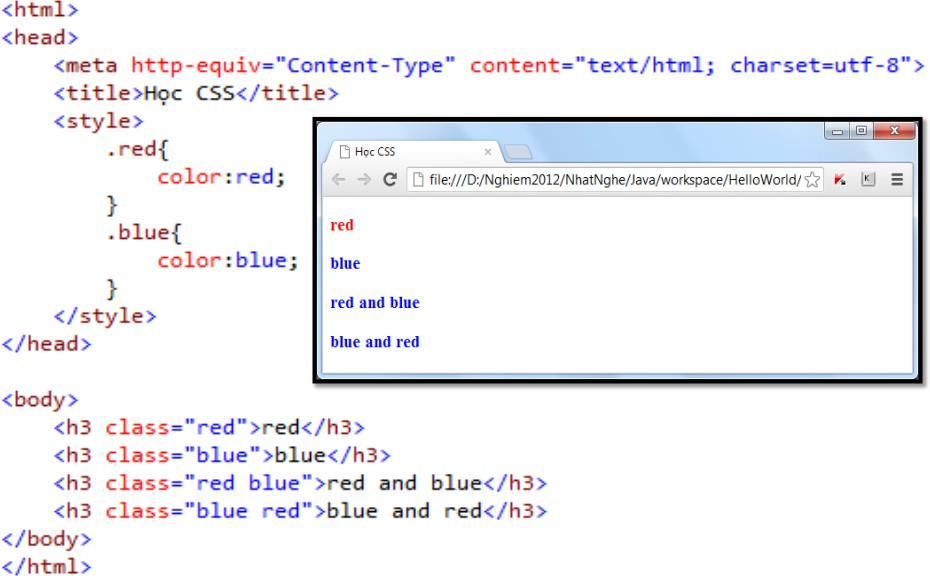 <html>
<head>
    <meta http-equiv="Content-Type" content="text/html; charset=utf-8">
    <title>Học CSS</title>
    <style>
        .red{
            color:red;
        }
        .blue{
            color:blue;
        }
    </style>
</head>
<body>
    <h3 class="red">red</h3>
    <h3 class="blue">blue</h3>
    <h3 class="red blue">red and blue</h3>
    <h3 class="blue red">blue and red</h3>
</body>
</html>
Học CSS
file:///D:/Nghiem2012/NhatNghe/Java/workspace/HelloWorld/
red
blue
red and blue
blue and red